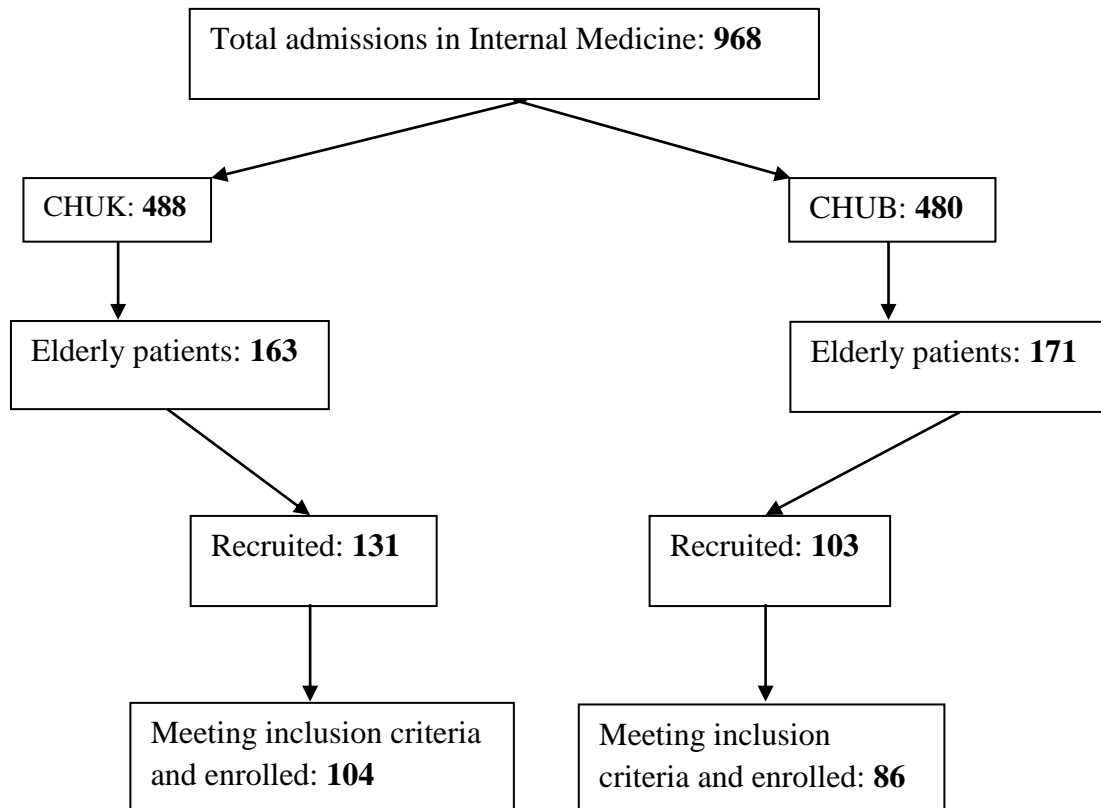 Total admissions in Internal Medicine: 968
CHUK: 488
CHUB: 480
Elderly patients: 163
Elderly patients: 171
Recruited: 131
Recruited: 103
Meeting inclusion criteria
and enrolled: 104
Meeting inclusion
criteria and enrolled: 86